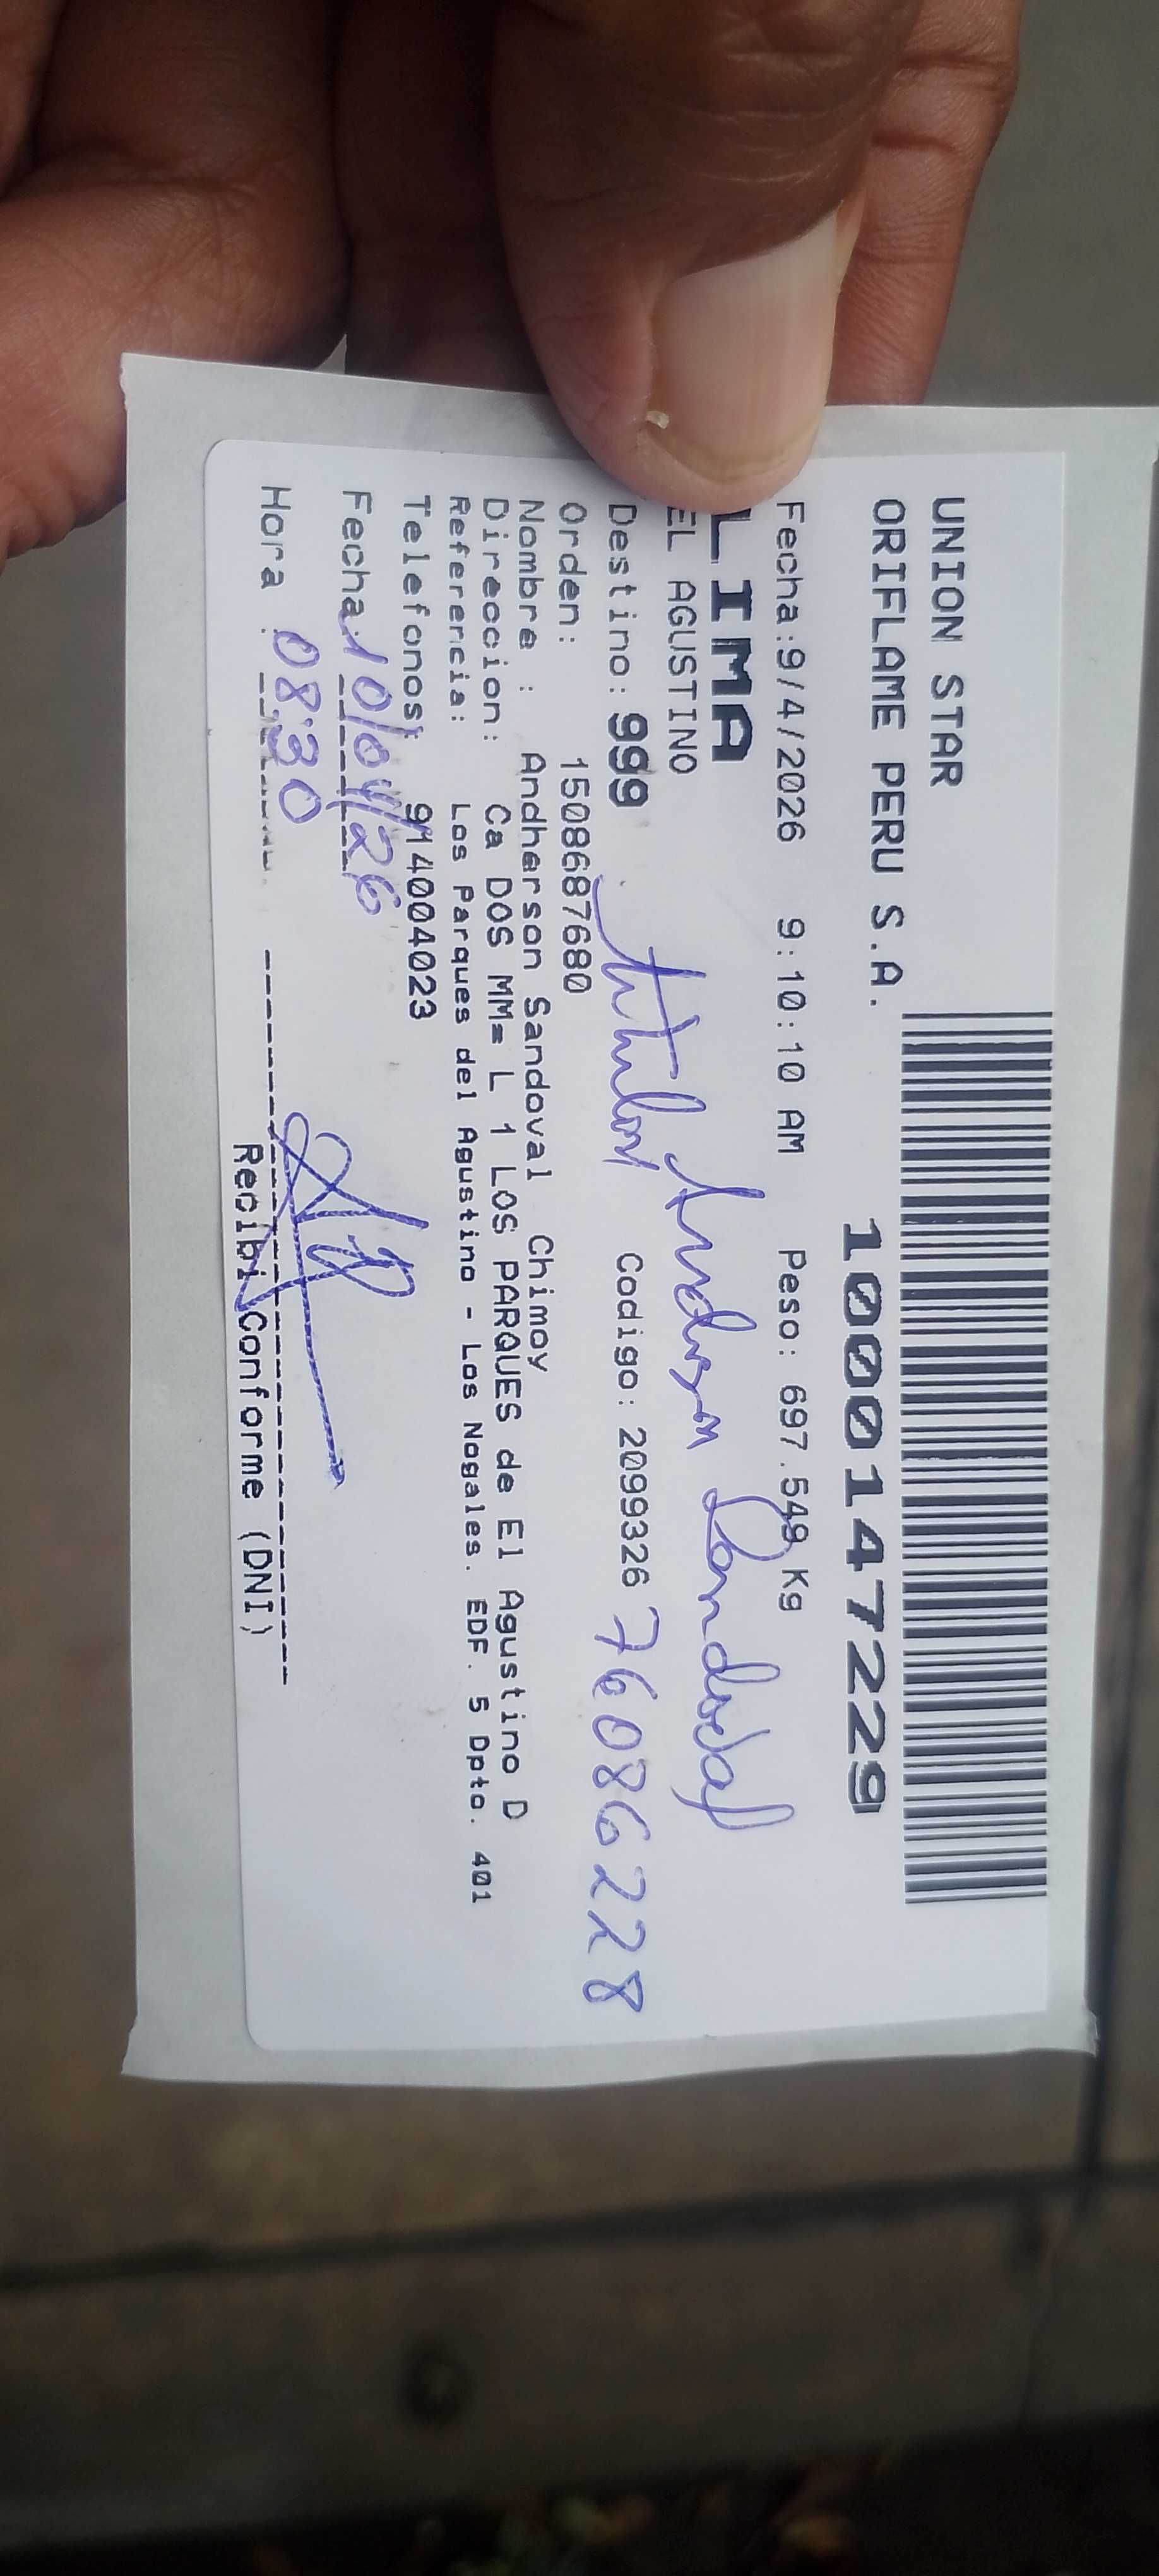 UNION STAR
ORIFLAME PERU S.A.
1000147229
Fecha:9/4/2026 9:10:10 AM Peso: 697.549 Kg
LIMA
EL AGUSTINO
titular Andherson Sandoval
Destino: 999 Codigo: 2099326 76086228
Orden: 1508687680
Nombre : Andherson Sandoval Chimoy
Direccion: Ca DOS MM= L 1 LOS PARQUES de El Agustino D
Referencia: Los Parques del Agustino - Los Nogales. EDF. 5 Dpto. 401
Telefonos: 914004023
Fecha 10/04/26
Hora : 08:30
Recibi Conforme (DNI)